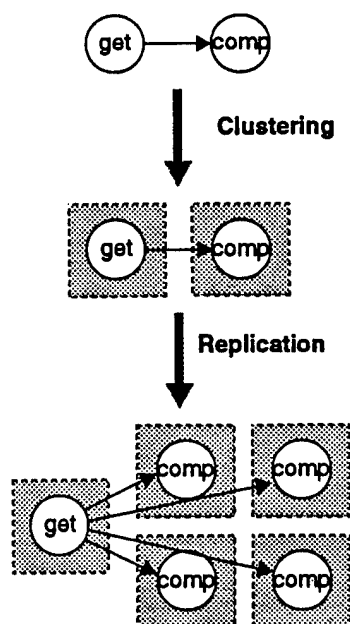 get comp
Clustering
get comp
Replication
comp comp
get
comp comp